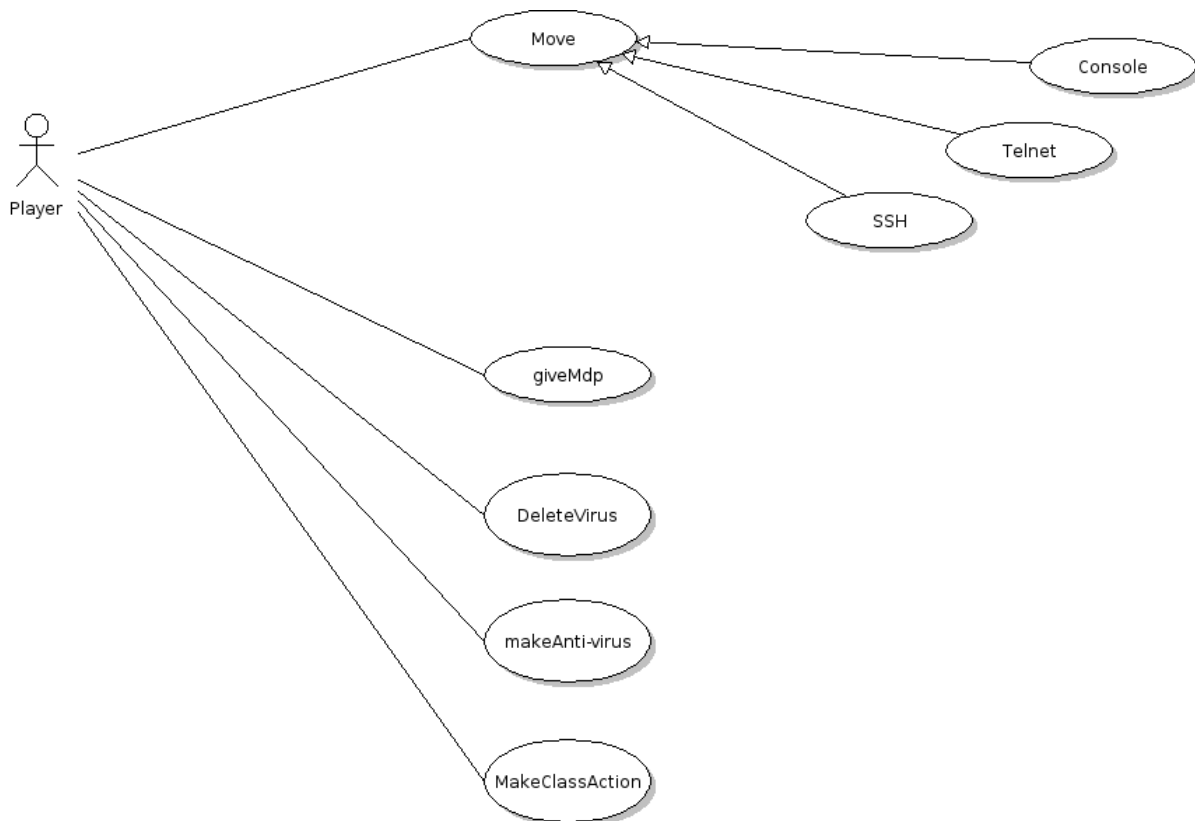 Move
Console
Telnet
Player
SSH
giveMdp
DeleteVirus
makeAnti-virus
MakeClassAction